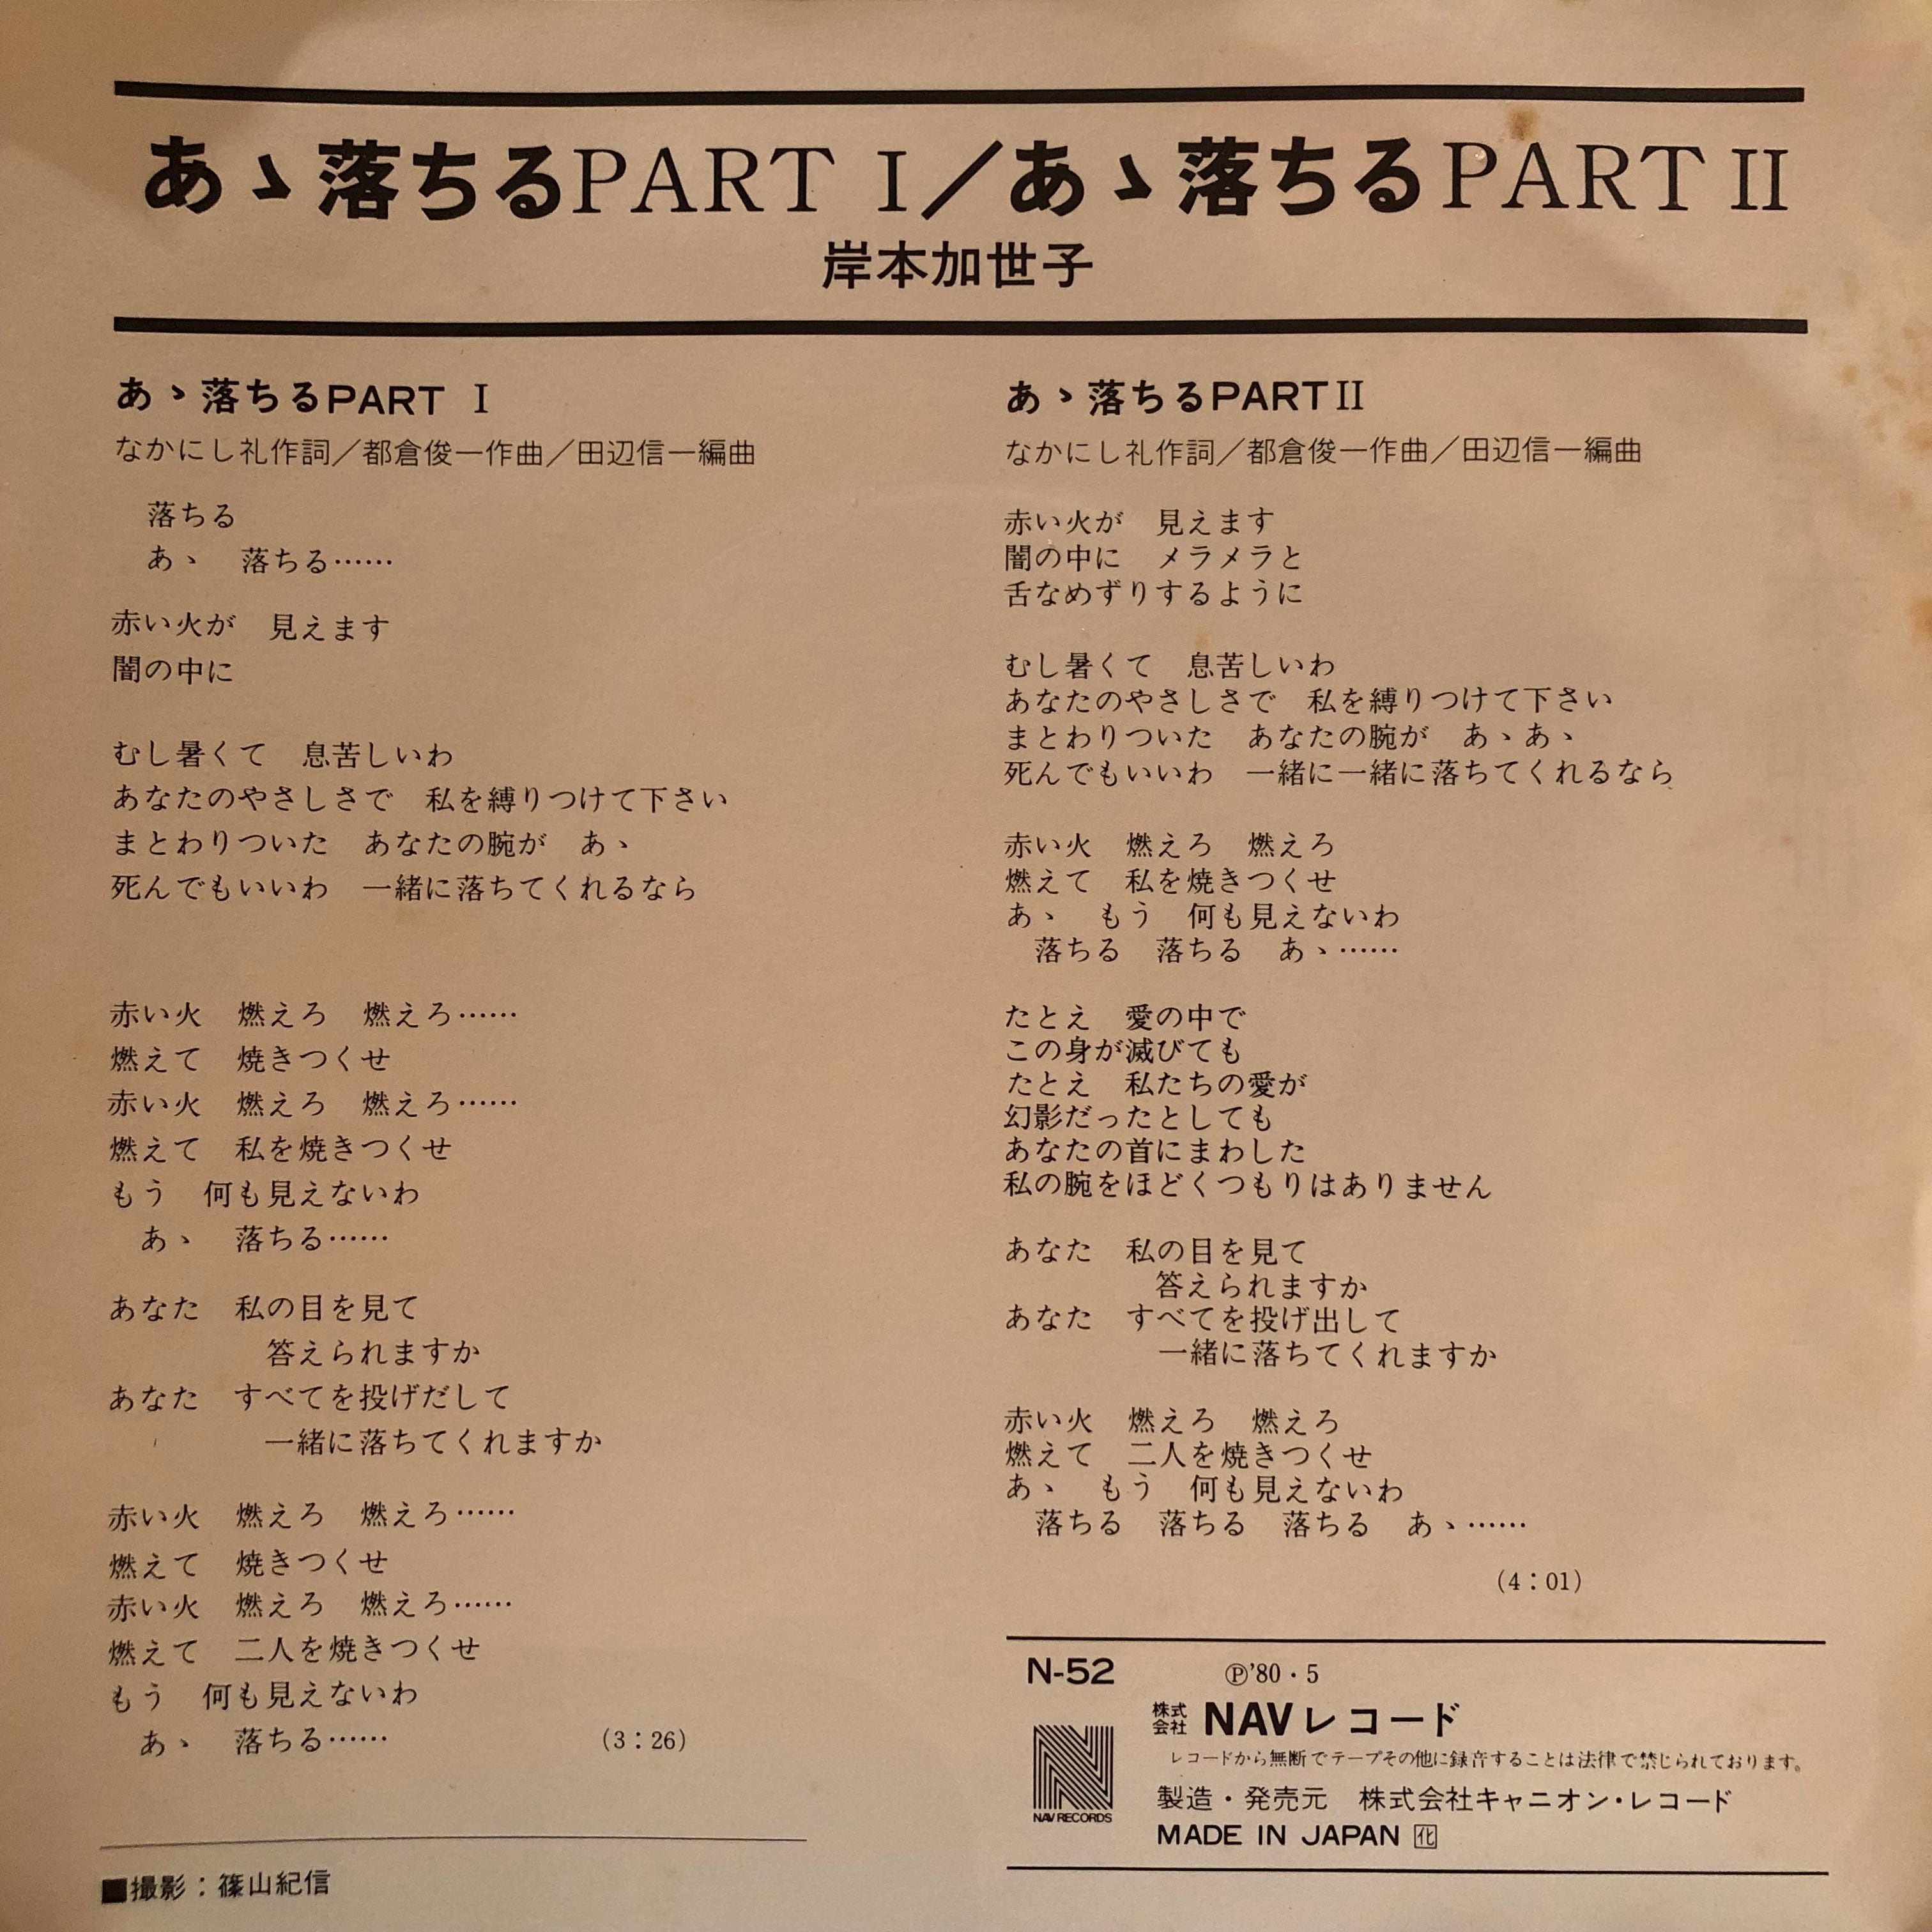 あゝ落ちるPART I／あゝ落ちるPART II
岸本加世子
あゝ落ちるPART I
なかにし礼作詞／都倉俊一作曲／田辺信一編曲
落ちる
あゝ　落ちる……
赤い火が　見えます
闇の中に
むし暑くて　息苦しいわ
あなたのやさしさで　私を縛りつけて下さい
まとわりついた　あなたの腕が　あゝ
死んでもいいわ　一緒に落ちてくれるなら
赤い火　燃えろ　燃えろ……
燃えて　焼きつくせ
赤い火　燃えろ　燃えろ……
燃えて　私を焼きつくせ
もう　何も見えないわ
あゝ　落ちる……
あなた　私の目を見て
答えられますか
あなた　すべてを投げだして
一緒に落ちてくれますか
赤い火　燃えろ　燃えろ……
燃えて　焼きつくせ
赤い火　燃えろ　燃えろ……
燃えて　二人を焼きつくせ
もう　何も見えないわ
あゝ　落ちる……　（3：26）
■撮影：篠山紀信
あゝ落ちるPART II
なかにし礼作詞／都倉俊一作曲／田辺信一編曲
赤い火が　見えます
闇の中に　メラメラと
舌なめずりするように
むし暑くて　息苦しいわ
あなたのやさしさで　私を縛りつけて下さい
まとわりついた　あなたの腕が　あゝあゝ
死んでもいいわ　一緒に一緒に落ちてくれるなら
赤い火　燃えろ　燃えろ
燃えて　私を焼きつくせ
あゝ　もう　何も見えないわ
落ちる　落ちる　あゝ……
たとえ　愛の中で
この身が滅びても
たとえ　私たちの愛が
幻影だったとしても
あなたの首にまわした
私の腕をほどくつもりはありません
あなた　私の目を見て
答えられますか
あなた　すべてを投げ出して
一緒に落ちてくれますか
赤い火　燃えろ　燃えろ
燃えて　二人を焼きつくせ
あゝ　もう　何も見えないわ
落ちる　落ちる　落ちる　あゝ……
（4：01）
N-52　Ⓟ'80・5
株式会社 NAVレコード
レコードから無断でテープその他に録音することは法律で禁じられております。
NAV RECORDS
製造・発売元　株式会社キャニオン・レコード
MADE IN JAPAN 化